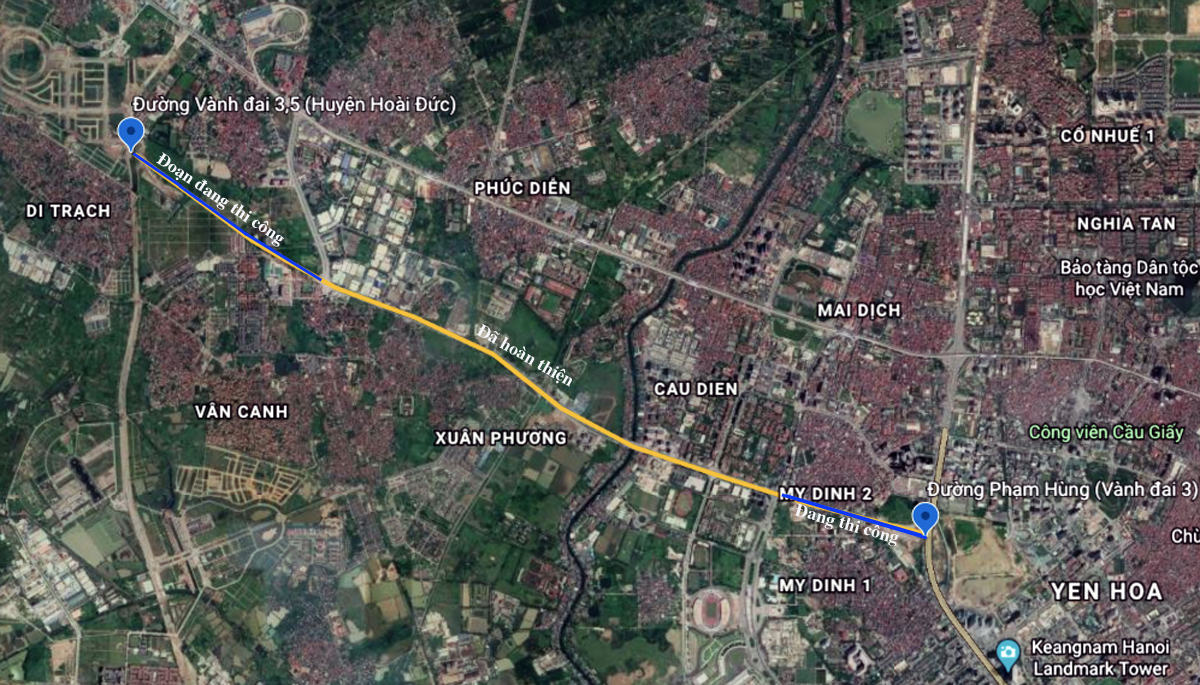 Đường Vành đai 3,5 (Huyện Hoài Đức)
CỔ NHUẾ 1
Đoạn đang thi công
PHÚC DIỄN
DI TRẠCH
NGHIA TAN
Bảo tàng Dân tộc
học Việt Nam
MAI DỊCH
Đã hoàn thiện
CAU DIEN
VÂN CANH
XUÂN PHƯƠNG
Công viên Cầu Giấy
MY DINH 2
Đường Phạm Hùng (Vành đai 3)
Đang thi công
Chù
MY DINH 1
YEN HOA
Keangnam Hanoi
Landmark Tower